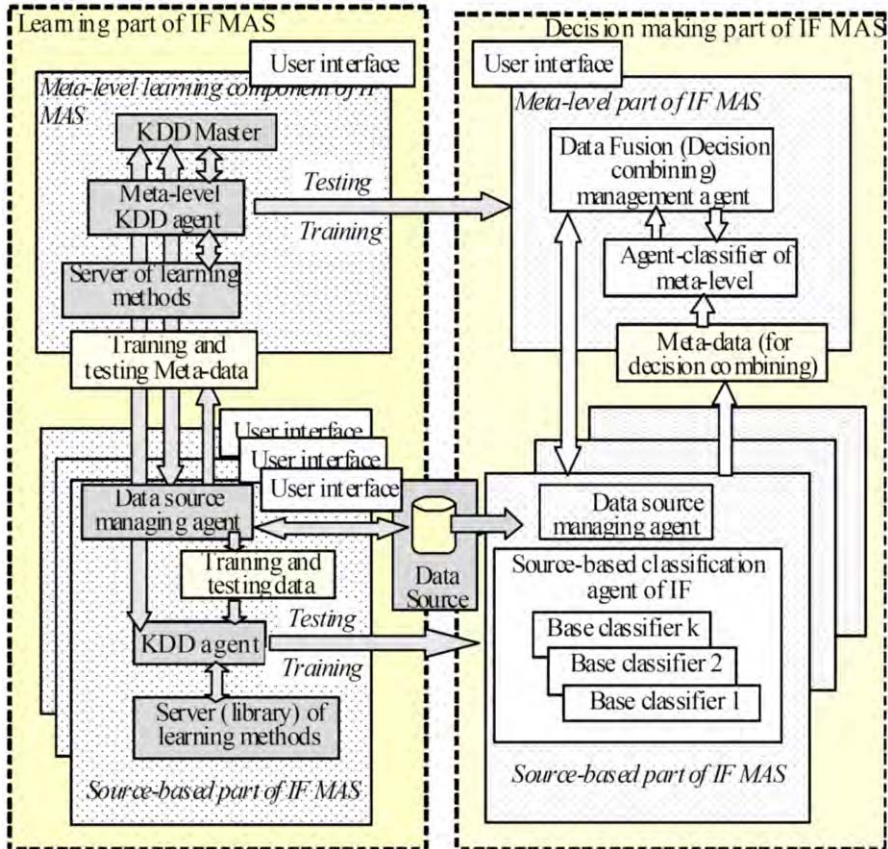 Learning part of IF MAS
User interface
Meta-level learning component of IF
MAS
KDD Master
Meta-level
KDD agent
Server of learning
methods
Testing
Training
Training and
testing Meta-data
User interface
User interface
User interface
Data source
managing agent
Training and
testing data
KDD agent
Testing
Training
Server (library) of
learning methods
Source-based part of IF MAS
Data
Source
Decision making part of IF MAS
User interface
Meta-level part of IF MAS
Data Fusion (Decision
combining)
management agent
Agent-classifier of
meta-level
Meta-data (for
decision combining)
Data source
managing agent
Source-based classification
agent of IF
Base classifier k
Base classifier 2
Base classifier 1
Source-based part of IF MAS